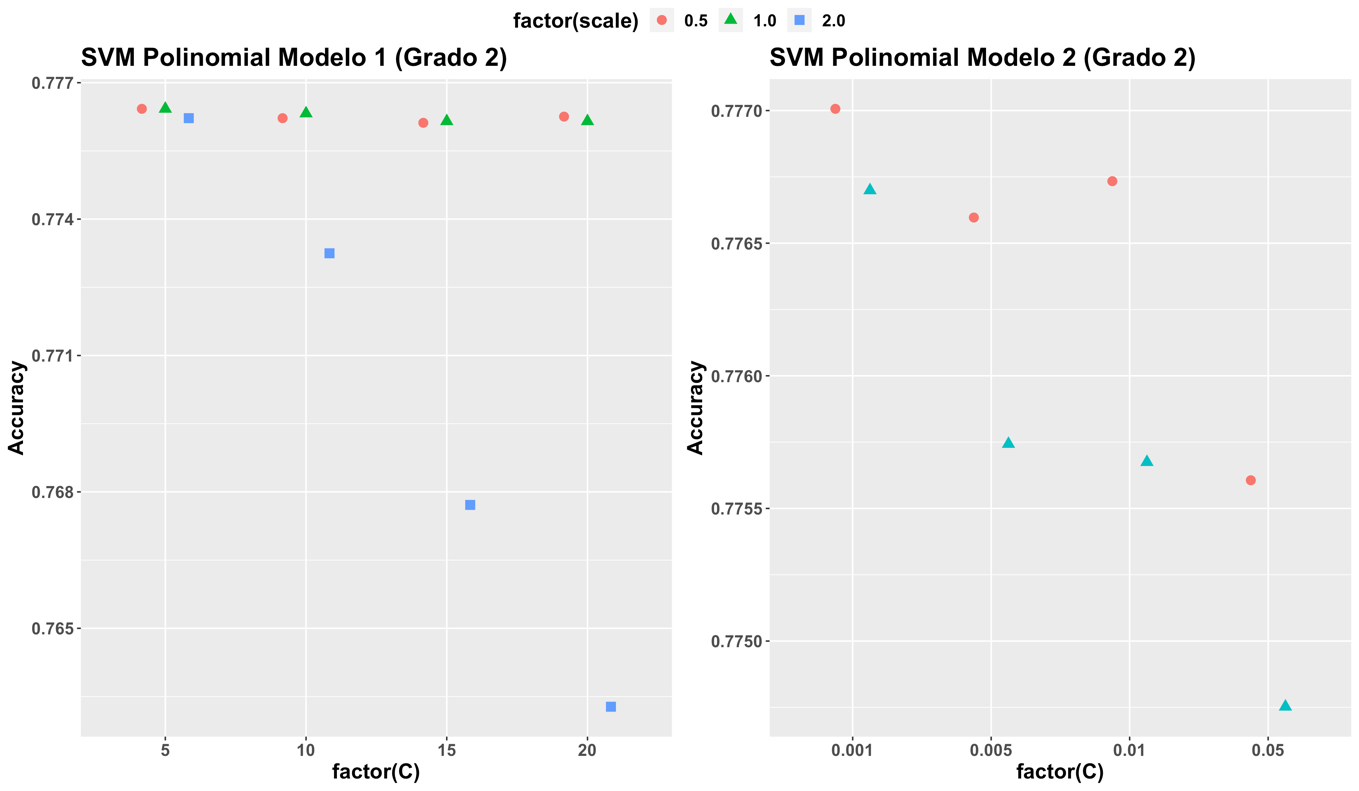 factor(scale) 0.5 1.0 2.0
SVM Polinomial Modelo 1 (Grado 2)
0.777
0.774
0.771
0.768
0.765
Accuracy
5 10 15 20
factor(C)
SVM Polinomial Modelo 2 (Grado 2)
0.7770
0.7765
0.7760
0.7755
0.7750
Accuracy
0.001 0.005 0.01 0.05
factor(C)